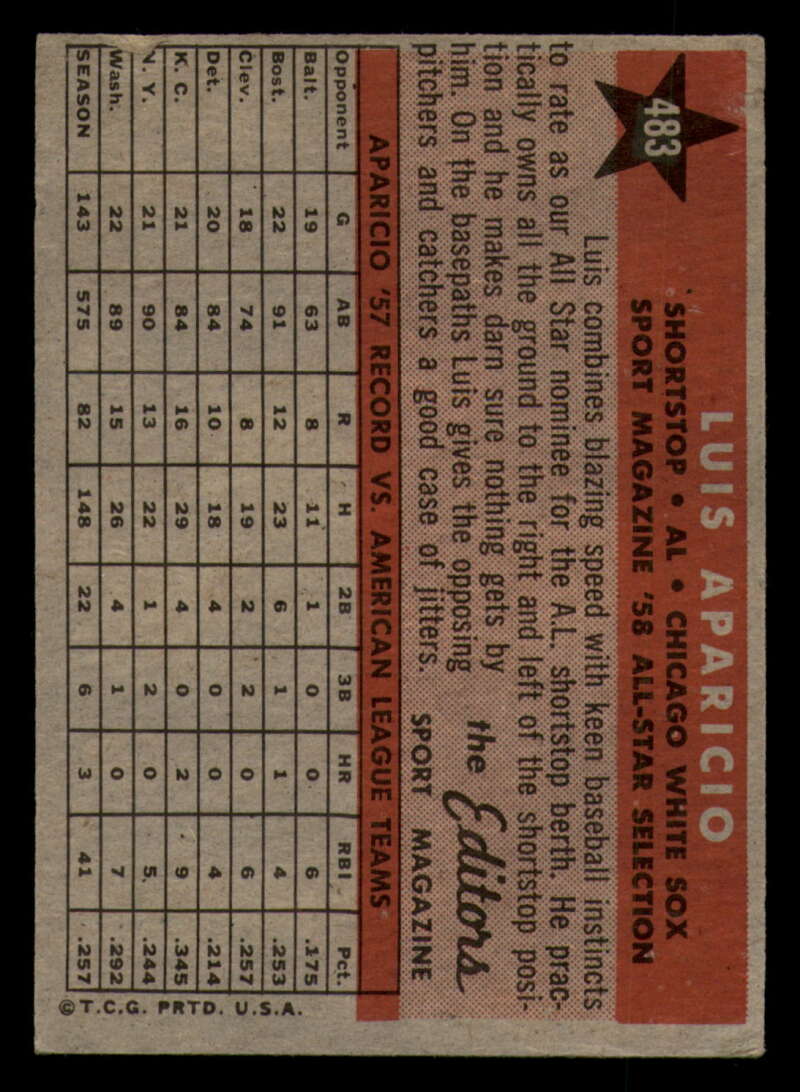 483
LUIS APARICIO
SHORTSTOP • AL • CHICAGO WHITE SOX
SPORT MAGAZINE '58 ALL-STAR SELECTION
Luis combines blazing speed with keen baseball instincts
to rate as our All Star nominee for the A.L. shortstop berth. He prac-
tically owns all the ground to the right and left of the shortstop posi-
tion and he makes darn sure nothing gets by
him. On the basepaths Luis gives the opposing
pitchers and catchers a good case of jitters.
the Editors
SPORT MAGAZINE
APARICIO '57 RECORD VS. AMERICAN LEAGUE TEAMS
Opponent G AB R H 2B 3B HR RBI Pct.
Balt. 19 63 8 11 1 0 0 6 .175
Bost. 22 91 12 23 6 1 1 4 .253
Clev. 18 74 8 19 2 2 0 6 .257
Det. 20 84 10 18 4 0 0 4 .214
K. C. 21 84 16 29 4 0 2 9 .345
N. Y. 21 90 13 22 1 2 0 5 .244
Wash. 22 89 15 26 4 1 0 7 .292
SEASON 143 575 82 148 22 6 3 41 .257
© T.C.G. PRTD. U.S.A.